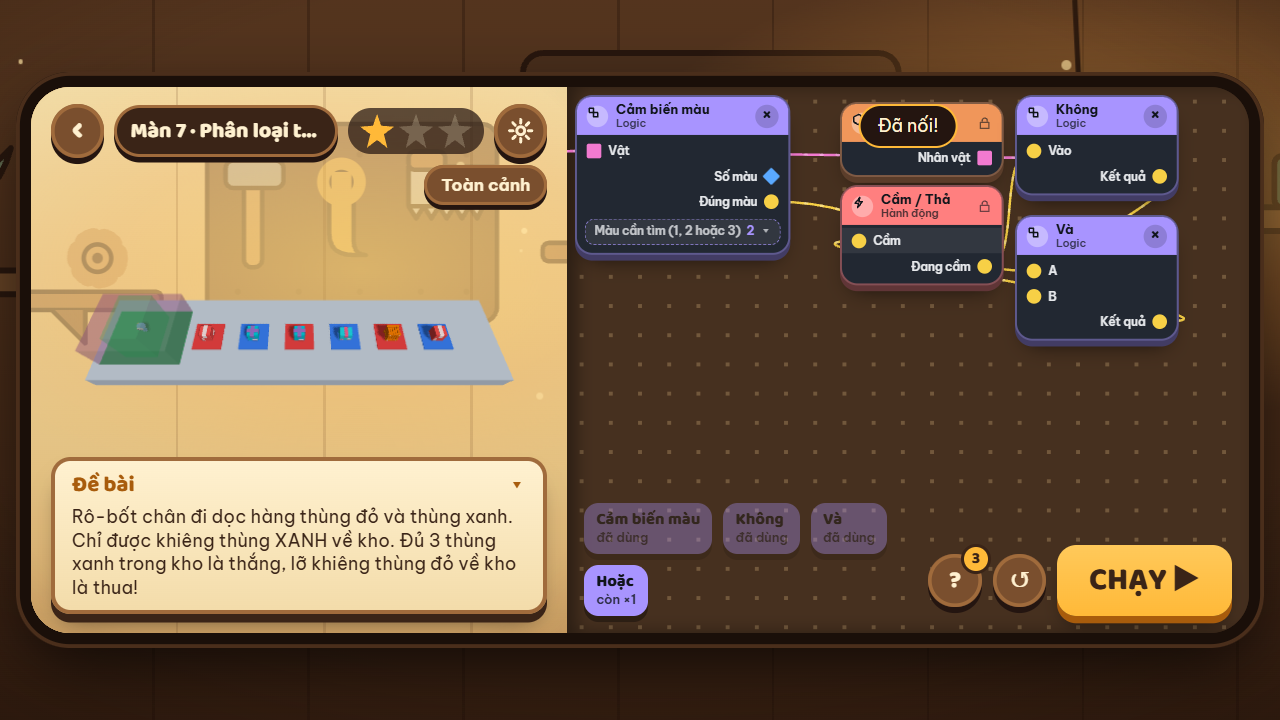 Màn 7 • Phân loại t...
Toàn cảnh
Đề bài
Rô-bốt chân đi dọc hàng thùng đỏ và thùng xanh.
Chỉ được khiêng thùng XANH về kho. Đủ 3 thùng
xanh trong kho là thắng, lỡ khiêng thùng đỏ về kho
là thua!
Cảm biến màu
Logic
Vật
Số màu
Đúng màu
Màu cần tìm (1, 2 hoặc 3) 2
Đã nối!
Nhân vật
Cầm / Thả
Hành động
Cầm
Đang cầm
Không
Logic
Vào
Kết quả
Và
Logic
A
B
Kết quả
Cảm biến màu
đã dùng
Không
đã dùng
Và
đã dùng
Hoặc
còn ×1
?
3
CHẠY